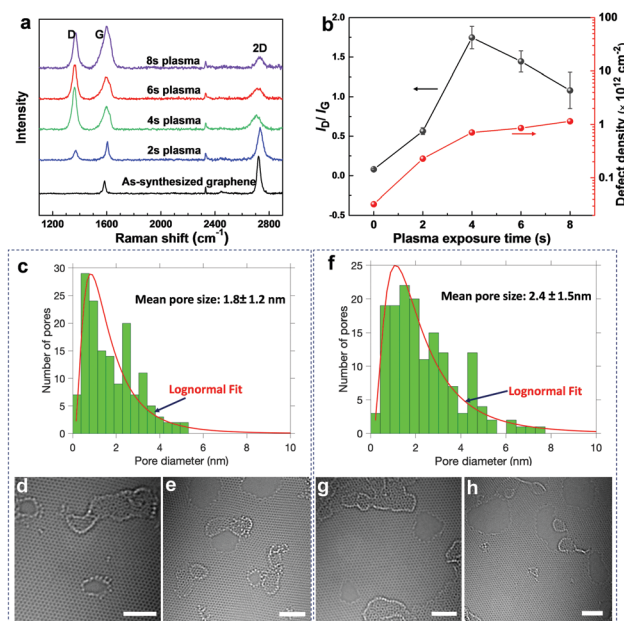 a
D
G
2D
8s plasma
6s plasma
4s plasma
2s plasma
As-synthesized graphene
Intensity
1200 1600 2000 2400 2800
Raman shift (cm-1)
b
2.0
1.5
1.0
0.5
0.0
-0.5
ID/ IG
100
10
1
0.1
Defect density (× 10^12 cm-2)
0 2 4 6 8
Plasma exposure time (s)
c
30
25
20
15
10
5
0
Number of pores
Mean pore size: 1.8± 1.2 nm
Lognormal Fit
0 2 4 6 8 10
Pore diameter (nm)
f
25
20
15
10
5
0
Number of pores
Mean pore size: 2.4 ± 1.5nm
Lognormal Fit
0 2 4 6 8 10
Pore diameter (nm)
d
e
g
h